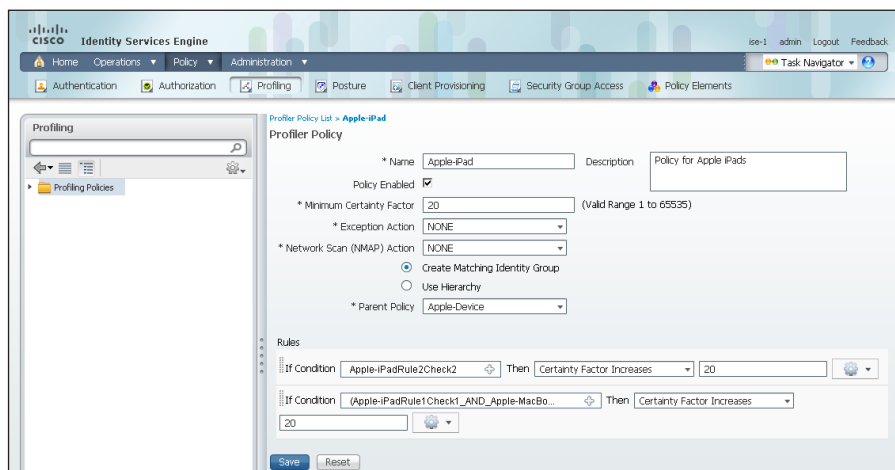 CISCO Identity Services Engine
ise-1 admin Logout Feedback
Home Operations Policy Administration
Task Navigator
Authentication Authorization Profiling Posture Client Provisioning Security Group Access Policy Elements
Profiling
Profiling Policies
Profiler Policy List > Apple-iPad
Profiler Policy
* Name Apple-iPad Description Policy for Apple iPads
Policy Enabled
* Minimum Certainty Factor 20 (Valid Range 1 to 65535)
* Exception Action NONE
* Network Scan (NMAP) Action NONE
Create Matching Identity Group
Use Hierarchy
* Parent Policy Apple-Device
Rules
If Condition Apple-iPadRule2Check2 Then Certainty Factor Increases 20
If Condition (Apple-iPadRule1Check1_AND_Apple-MacBo... Then Certainty Factor Increases
20
Save Reset